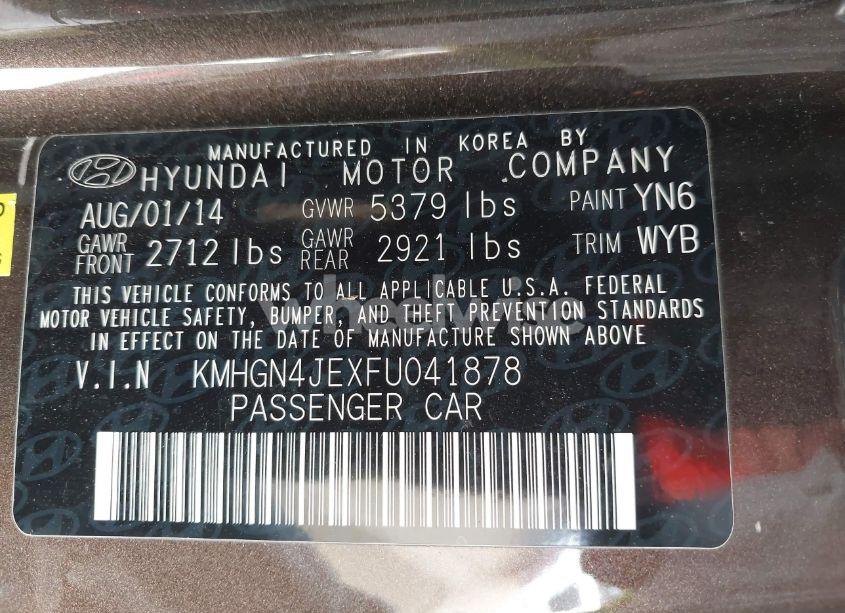 MANUFACTURED IN KOREA BY
HYUNDAI MOTOR COMPANY
AUG/01/14 GVWR 5379 lbs PAINT YN6
GAWR FRONT 2712 lbs GAWR REAR 2921 lbs TRIM WYB
THIS VEHICLE CONFORMS TO ALL APPLICABLE U.S.A. FEDERAL
MOTOR VEHICLE SAFETY, BUMPER, AND THEFT PREVENTION STANDARDS
IN EFFECT ON THE DATE OF MANUFACTURE SHOWN ABOVE
V.I.N KMHGN4JEXFU041878
PASSENGER CAR